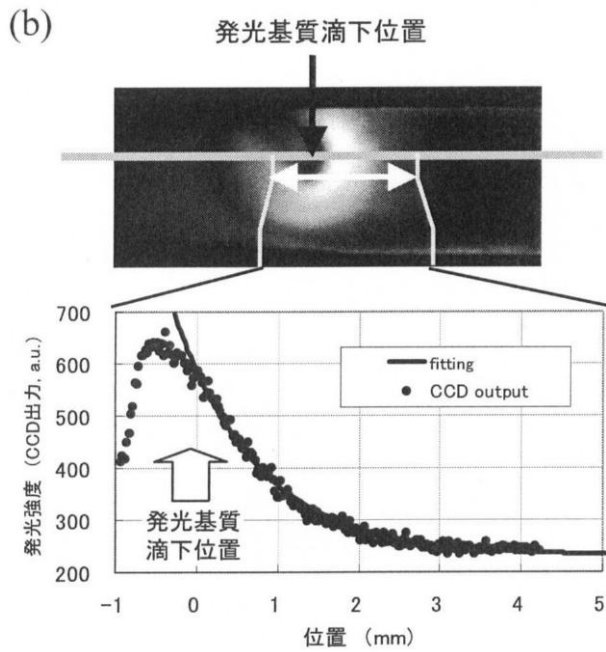 (b)
発光基質滴下位置
700
600
500
400
300
200
発光強度 (CCD出力, a.u.)
fitting
CCD output
発光基質
滴下位置
-1 0 1 2 3 4 5
位置 (mm)